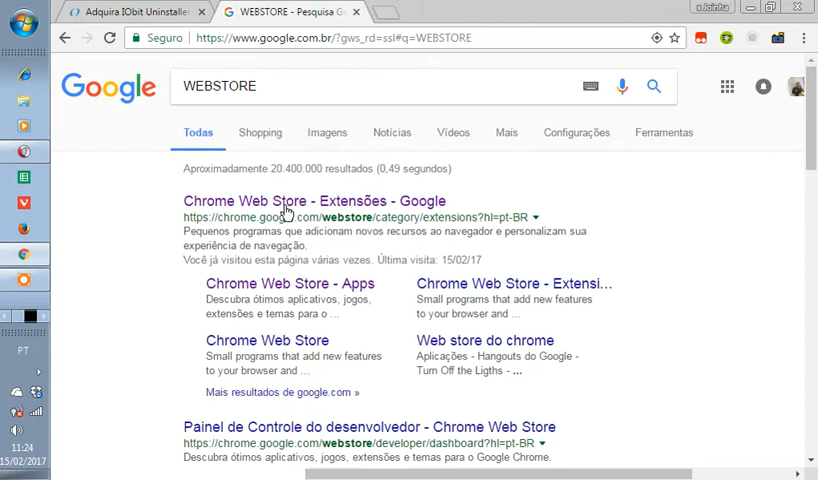 Adquira IObit Uninstaller
WEBSTORE - Pesquisa Go
x.loinha
Seguro
https://www.google.com.br/?gws_rd=ssl#q=WEBSTORE
Google
WEBSTORE
Todas
Shopping
Imagens
Notícias
Vídeos
Mais
Configurações
Ferramentas
Aproximadamente 20.400.000 resultados (0,49 segundos)
Chrome Web Store - Extensões - Google
https://chrome.google.com/webstore/category/extensions?hl=pt-BR
Pequenos programas que adicionam novos recursos ao navegador e personalizam sua
experiência de navegação.
Você já visitou esta página várias vezes. Última visita: 15/02/17
Chrome Web Store - Apps
Descubra ótimos aplicativos, jogos,
extensões e temas para o ...
Chrome Web Store - Extensi...
Small programs that add new features
to your browser and ...
Chrome Web Store
Small programs that add new features
to your browser and ...
Web store do chrome
Aplicações - Hangouts do Google -
Turn Off the Ligths - ...
Mais resultados de google.com »
Painel de Controle do desenvolvedor - Chrome Web Store
https://chrome.google.com/webstore/developer/dashboard?hl=pt-BR
Descubra ótimos aplicativos, jogos, extensões e temas para o Google Chrome.
PT
11:24
15/02/2017